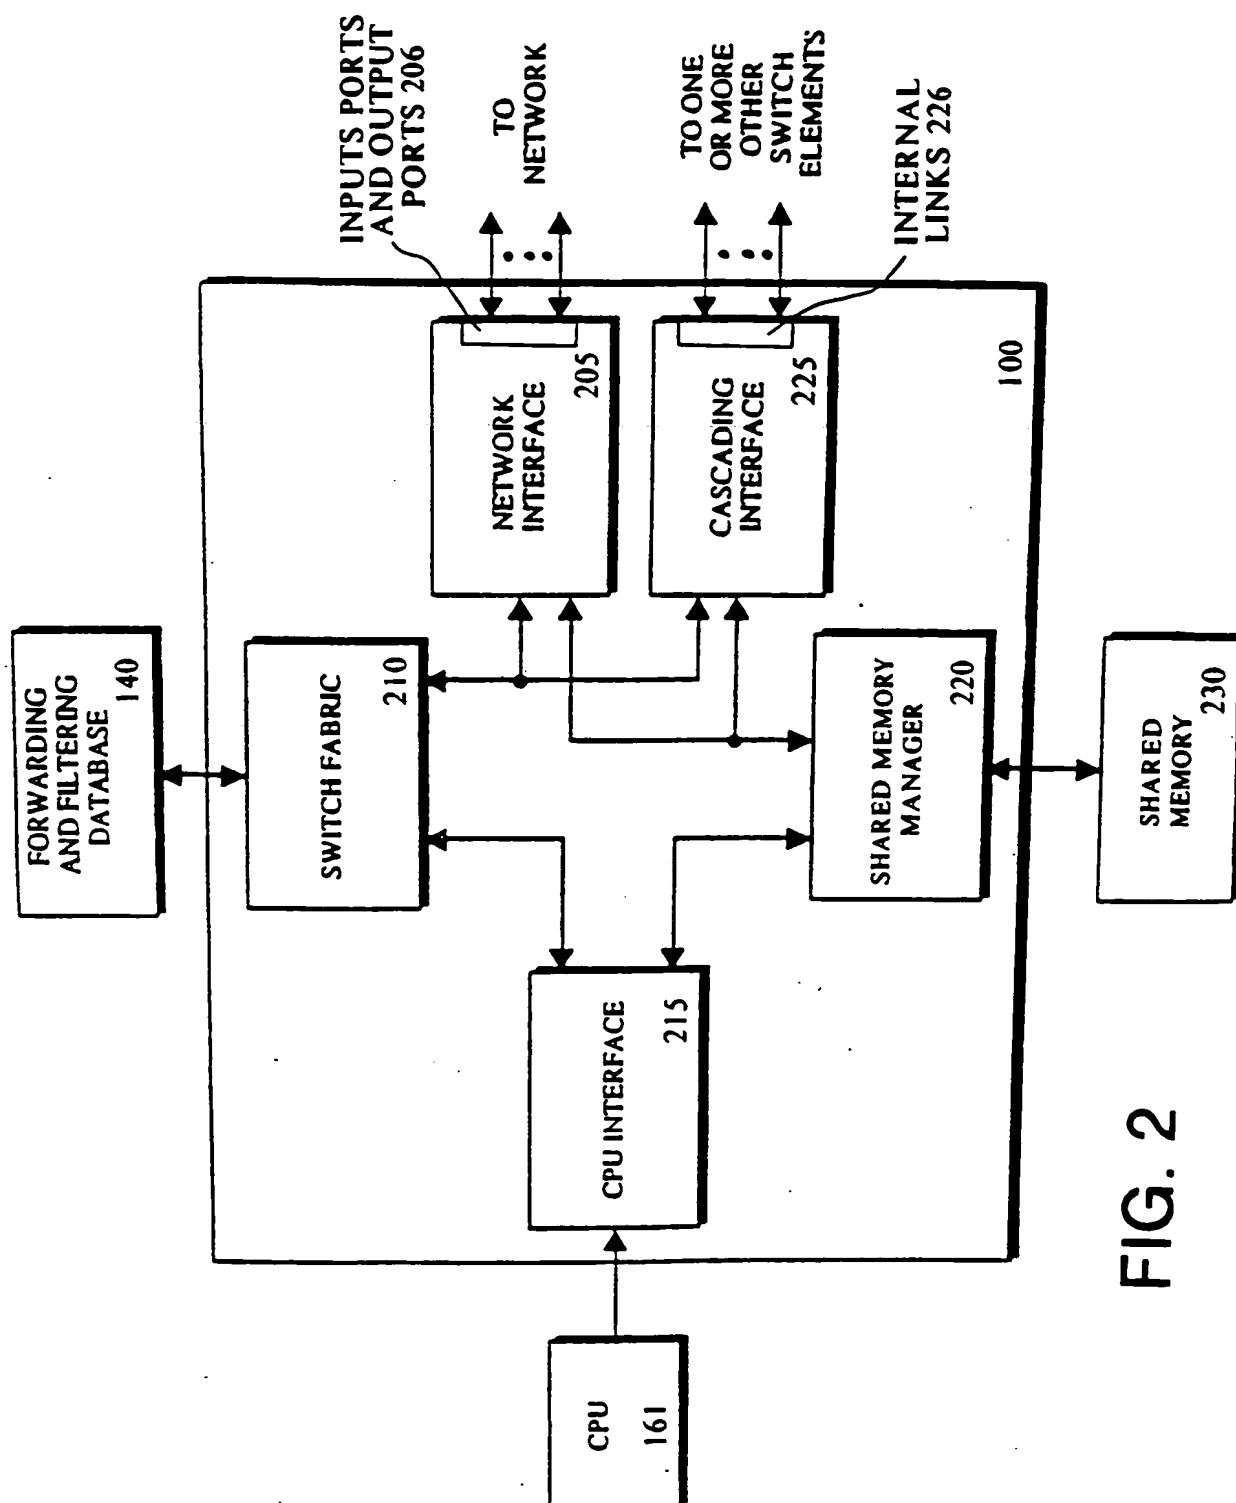 INPUTS PORTS
AND OUTPUT
PORTS 206
TO
NETWORK
TO ONE
OR MORE
OTHER
SWITCH
ELEMENTS
INTERNAL
LINKS 226
FORWARDING
AND FILTERING
DATABASE
140
SWITCH FABRIC
210
NETWORK
INTERFACE
205
CASCADING
INTERFACE
225
100
CPU INTERFACE
215
SHARED MEMORY
MANAGER
220
SHARED
MEMORY
230
CPU
161
FIG. 2